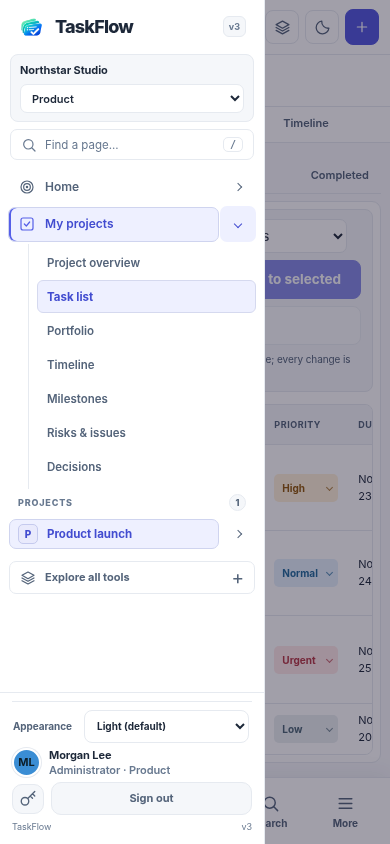 TaskFlow
v3
Northstar Studio
Product
Find a page...
/
Home
My projects
Project overview
Task list
Portfolio
Timeline
Milestones
Risks & issues
Decisions
PROJECTS
1
P
Product launch
Explore all tools
Appearance
Light (default)
ML
Morgan Lee
Administrator · Product
Sign out
TaskFlow
v3
Timeline
Completed
to selected
e; every change is
PRIORITY
DU
High
No
23
Normal
No
24
Urgent
No
25
Low
No
20
arch
More